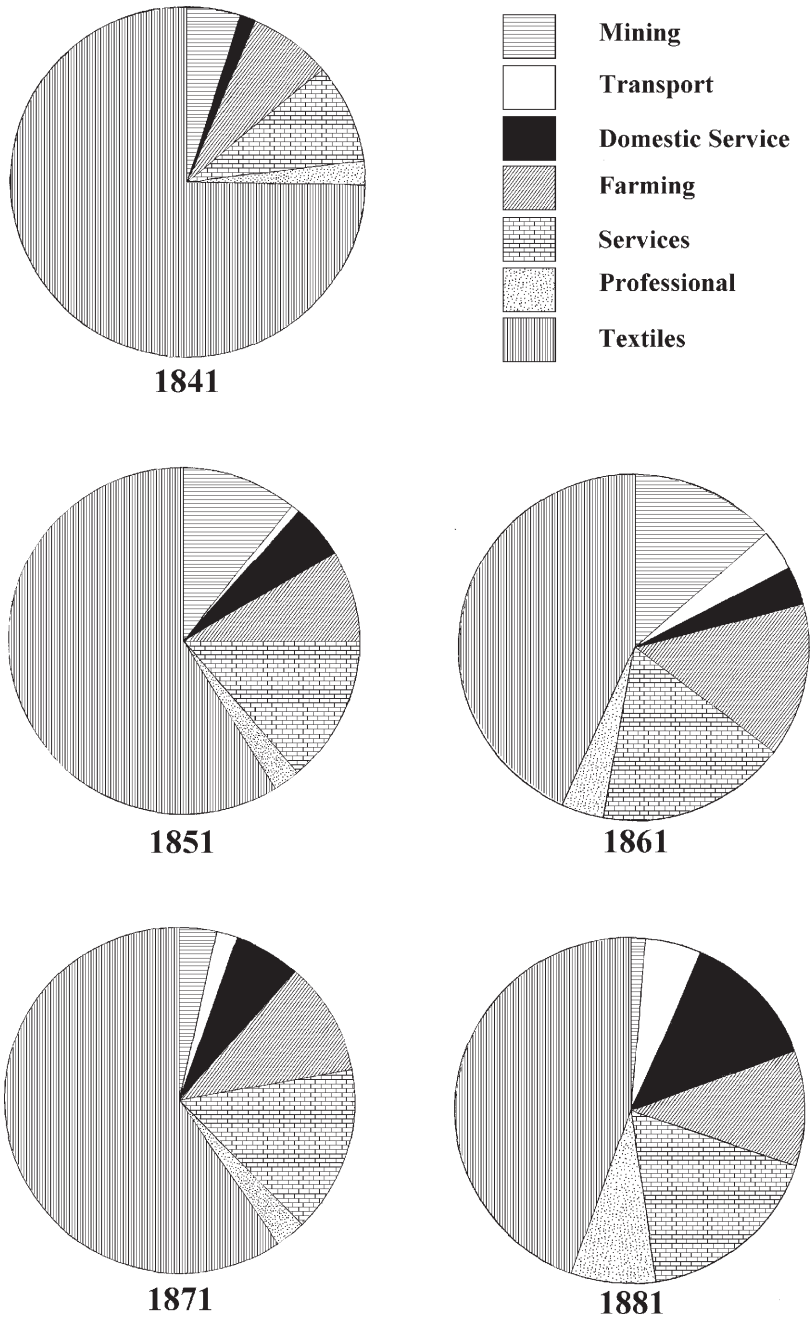 Mining
Transport
Domestic Service
Farming
Services
Professional
Textiles
1841
1851
1861
1871
1881